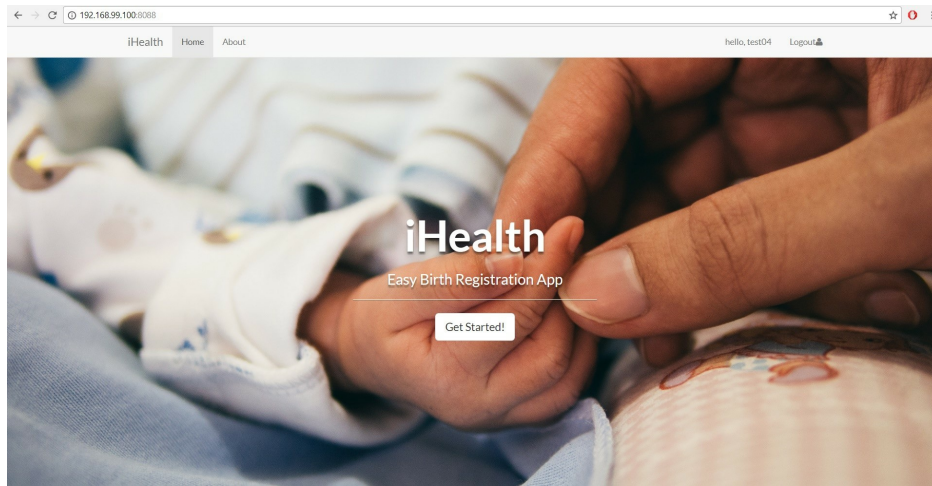 192.168.99.100:8088
iHealth Home About hello, test04 Logout
iHealth
Easy Birth Registration App
Get Started!